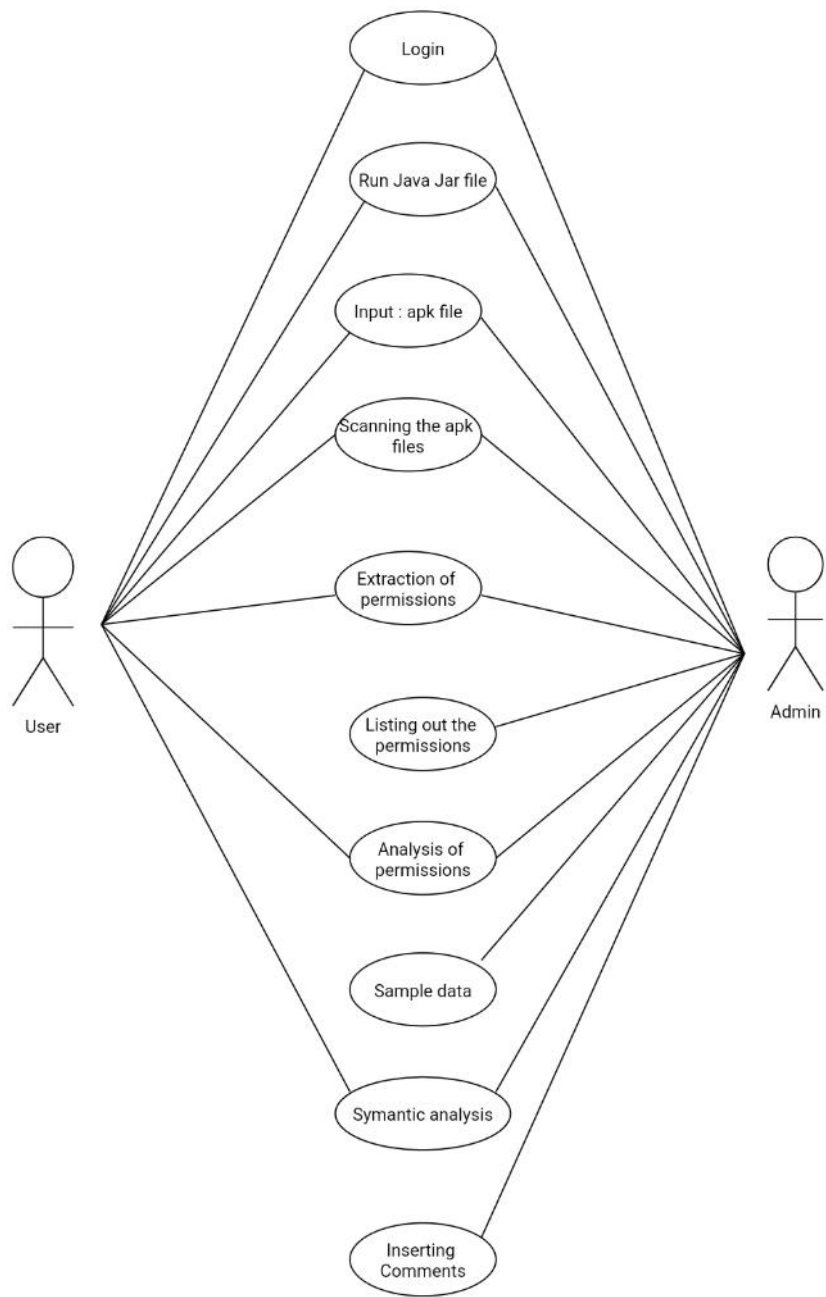 Login
Run Java Jar file
Input : apk file
Scanning the apk
files
Extraction of
permissions
User
Admin
Listing out the
permissions
Analysis of
permissions
Sample data
Symantic analysis
Inserting
Comments